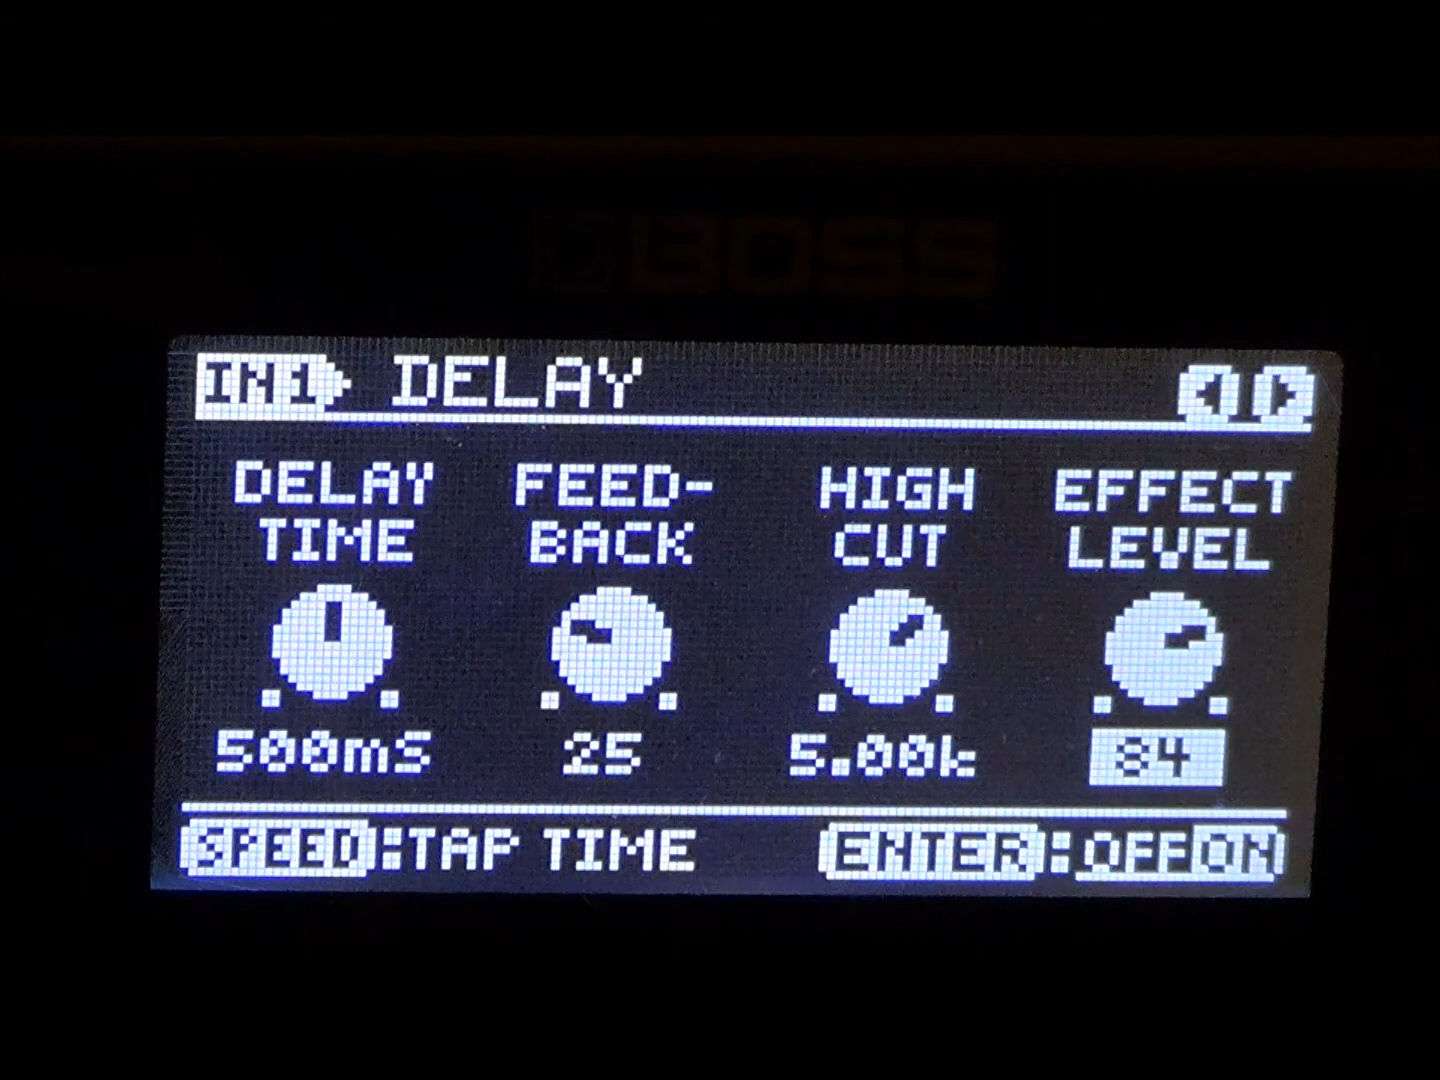 BOSS
IN1 DELAY
DELAY TIME
FEED-BACK
HIGH CUT
EFFECT LEVEL
500mS 25 5.00k 84
SPEED:TAP TIME ENTER:OFF ON